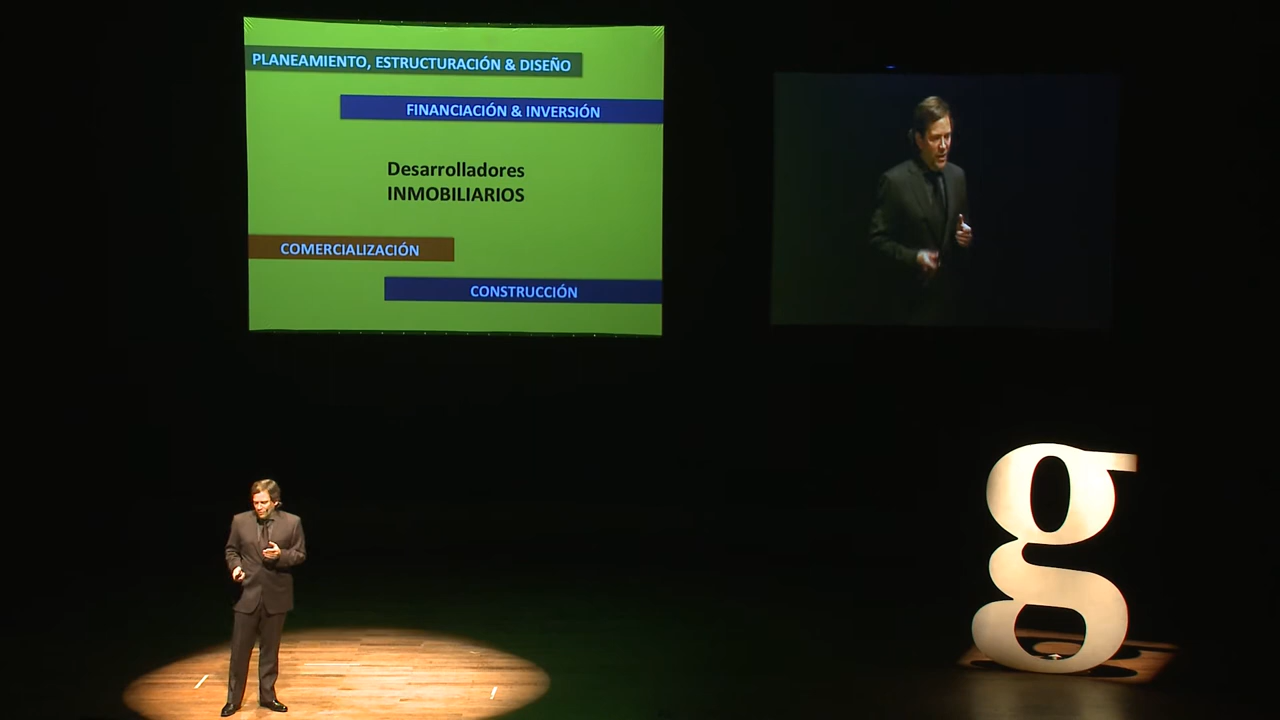 PLANEAMIENTO, ESTRUCTURACIÓN & DISEÑO
FINANCIACIÓN & INVERSIÓN
Desarrolladores
INMOBILIARIOS
COMERCIALIZACIÓN
CONSTRUCCIÓN
g